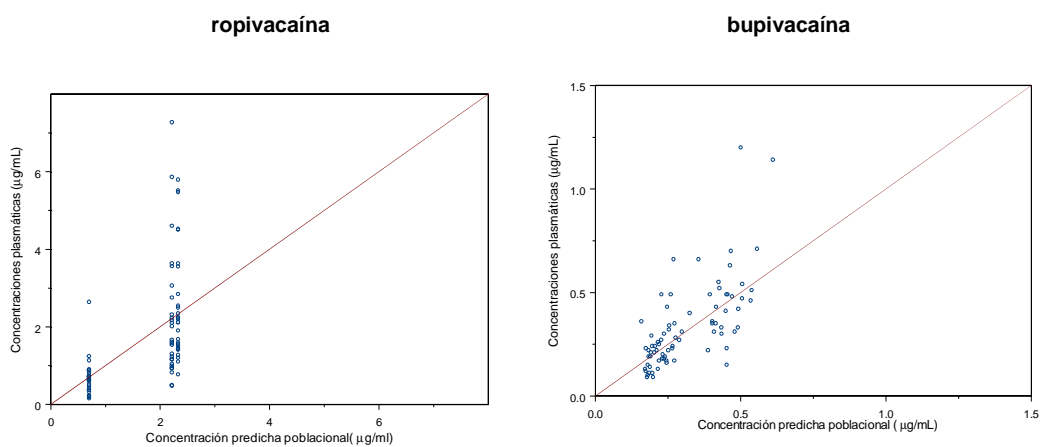 ropivacaína
Concentraciones plasmáticas (µg/mL)
6
4
2
0
0
2
4
6
Concentración predicha poblacional( µg/ml)
bupivacaína
Concentraciones plasmáticas (µg/mL)
1.5
1.0
0.5
0.0
0.0
0.5
1.0
1.5
Concentración predicha poblacional ( µg/mL)